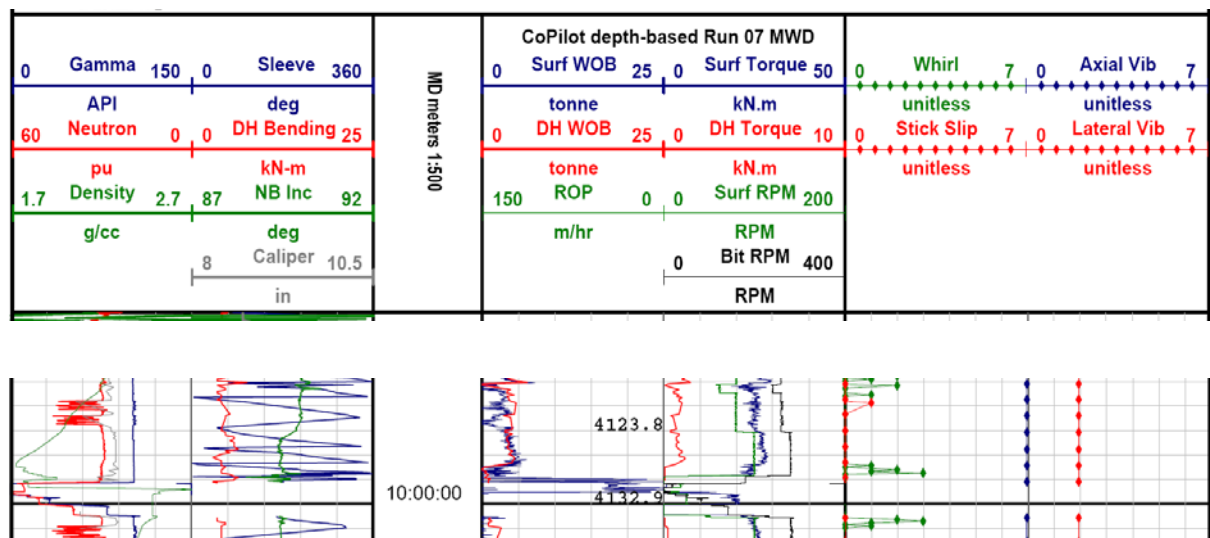 CoPilot depth-based Run 07 MWD
0 Gamma 150 0 Sleeve 360
0 Surf WOB 25 0 Surf Torque 50
0 Whirl 7 0 Axial Vib 7
API deg
tonne kN.m
unitless unitless
60 Neutron 0 0 DH Bending 25
0 DH WOB 25 0 DH Torque 10
0 Stick Slip 7 0 Lateral Vib 7
pu kN-m
tonne kN.m
unitless unitless
1.7 Density 2.7 87 NB Inc 92
150 ROP 0 0 Surf RPM 200
g/cc deg
m/hr RPM
8 Caliper 10.5
0 Bit RPM 400
in
RPM
MD meters 1:500
4123.8
10:00:00
4132.9